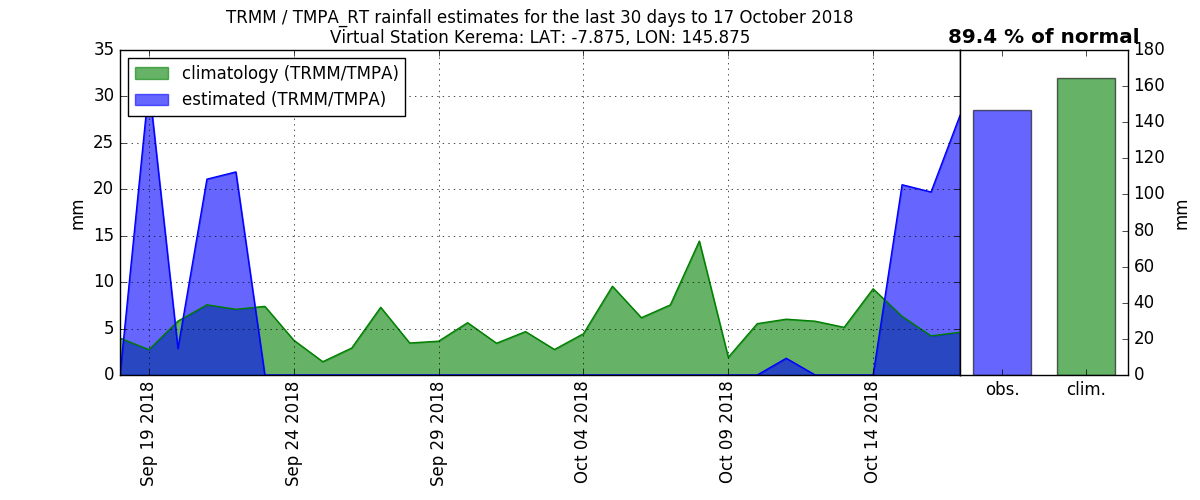 TRMM / TMPA_RT rainfall estimates for the last 30 days to 17 October 2018
Virtual Station Kerema: LAT: -7.875, LON: 145.875
89.4 % of normal
climatology (TRMM/TMPA)
estimated (TRMM/TMPA)
35
30
25
20
15
10
5
0
mm
Sep 19 2018
Sep 24 2018
Sep 29 2018
Oct 04 2018
Oct 09 2018
Oct 14 2018
obs.
clim.
180
160
140
120
100
80
60
40
20
0
mm